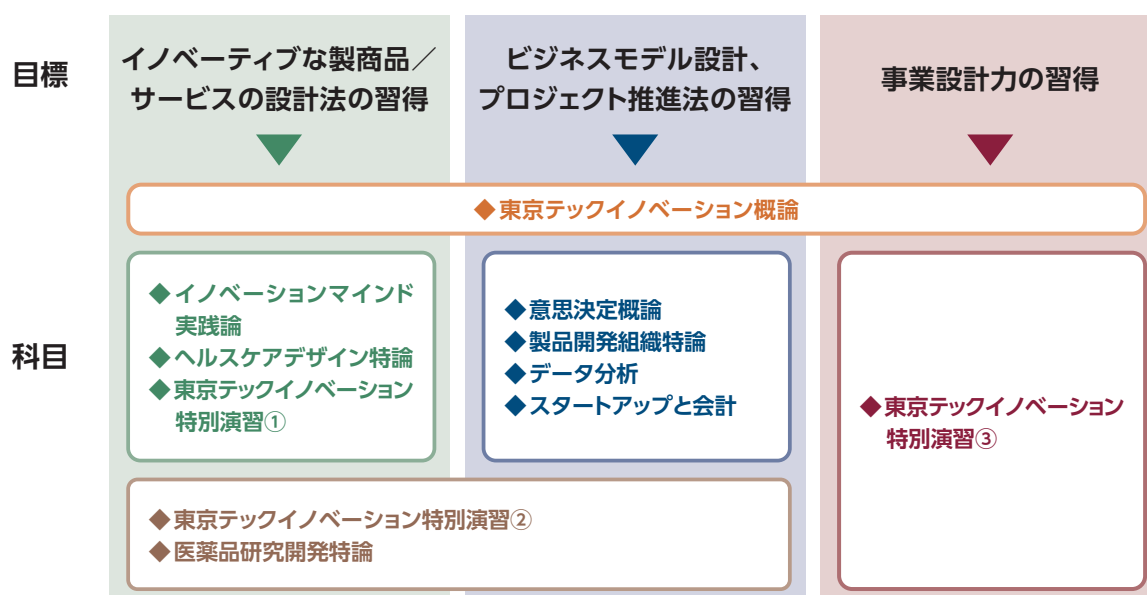 目標
イノベーティブな製商品／
サービスの設計法の習得
ビジネスモデル設計、
プロジェクト推進法の習得
事業設計力の習得
◆東京テックイノベーション概論
科目
◆イノベーションマインド
実践論
◆ヘルスケアデザイン特論
◆東京テックイノベーション
特別演習①
◆意思決定概論
◆製品開発組織特論
◆データ分析
◆スタートアップと会計
◆東京テックイノベーション
特別演習③
◆東京テックイノベーション特別演習②
◆医薬品研究開発特論